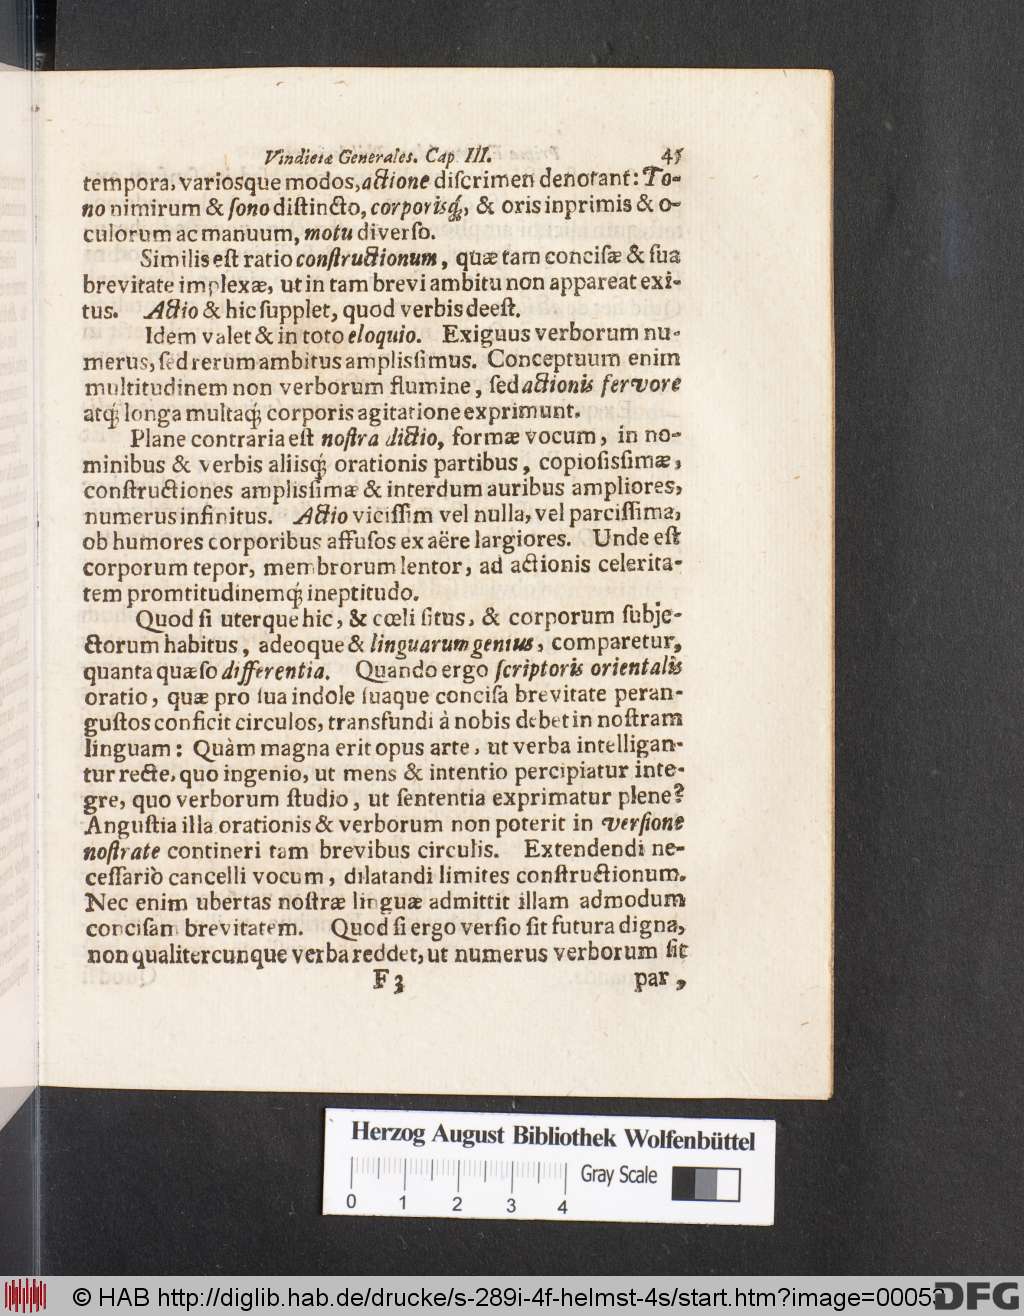 Vindiciæ Generales. Cap. III. 45
tempora, variosque modos, actione diſcrimen denotant: To-
no nimirum & ſono diſtincto, corporisq́;, & oris inprimis & o-
culorum ac manuum, motu diverſo.
Similis eſt ratio conſtructionum, quæ tam conciſæ & ſua
brevitate implexæ, ut in tam brevi ambitu non appareat exi-
tus. Actio & hic ſupplet, quod verbis deeſt.
Idem valet & in toto eloquio. Exiguus verborum nu-
merus, ſed rerum ambitus ampliſſimus. Conceptuum enim
multitudinem non verborum flumine, ſed actionis fervore
atq́; longa multaq́; corporis agitatione exprimunt.
Plane contraria eſt noſtra dictio, formæ vocum, in no-
minibus & verbis aliisq́; orationis partibus, copioſisſimæ,
conſtructiones ampliſſimæ & interdum auribus ampliores,
numerus infinitus. Actio viciſſim vel nulla, vel parciſſima,
ob humores corporibus affuſos ex aëre largiores. Unde eſt
corporum tepor, membrorum lentor, ad actionis celerita-
tem promtitudinemq́; ineptitudo.
Quod ſi uterque hic, & cœli ſitus, & corporum ſubje-
ctorum habitus, adeoque & linguarum genius, comparetur,
quanta quæſo differentia. Quando ergo ſcriptoris orientalis
oratio, quæ pro ſua indole ſuaque conciſa brevitate peran-
guſtos conficit circulos, transfundi à nobis debet in noſtram
linguam: Quàm magna erit opus arte, ut verba intelligan-
tur recte, quo ingenio, ut mens & intentio percipiatur inte-
gre, quo verborum ſtudio, ut ſententia exprimatur plene?
Anguſtia illa orationis & verborum non poterit in verſione
noſtrate contineri tam brevibus circulis. Extendendi ne-
ceſſariò cancelli vocum, dilatandi limites conſtructionum.
Nec enim ubertas noſtræ linguæ admittit illam admodum
conciſam brevitatem. Quod ſi ergo verſio ſit futura digna,
non qualitercunque verba reddet, ut numerus verborum ſit
F 3 par,
Herzog August Bibliothek Wolfenbüttel
Gray Scale
0 1 2 3 4
© HAB http://diglib.hab.de/drucke/s-289i-4f-helmst-4s/start.htm?image=00053
DFG